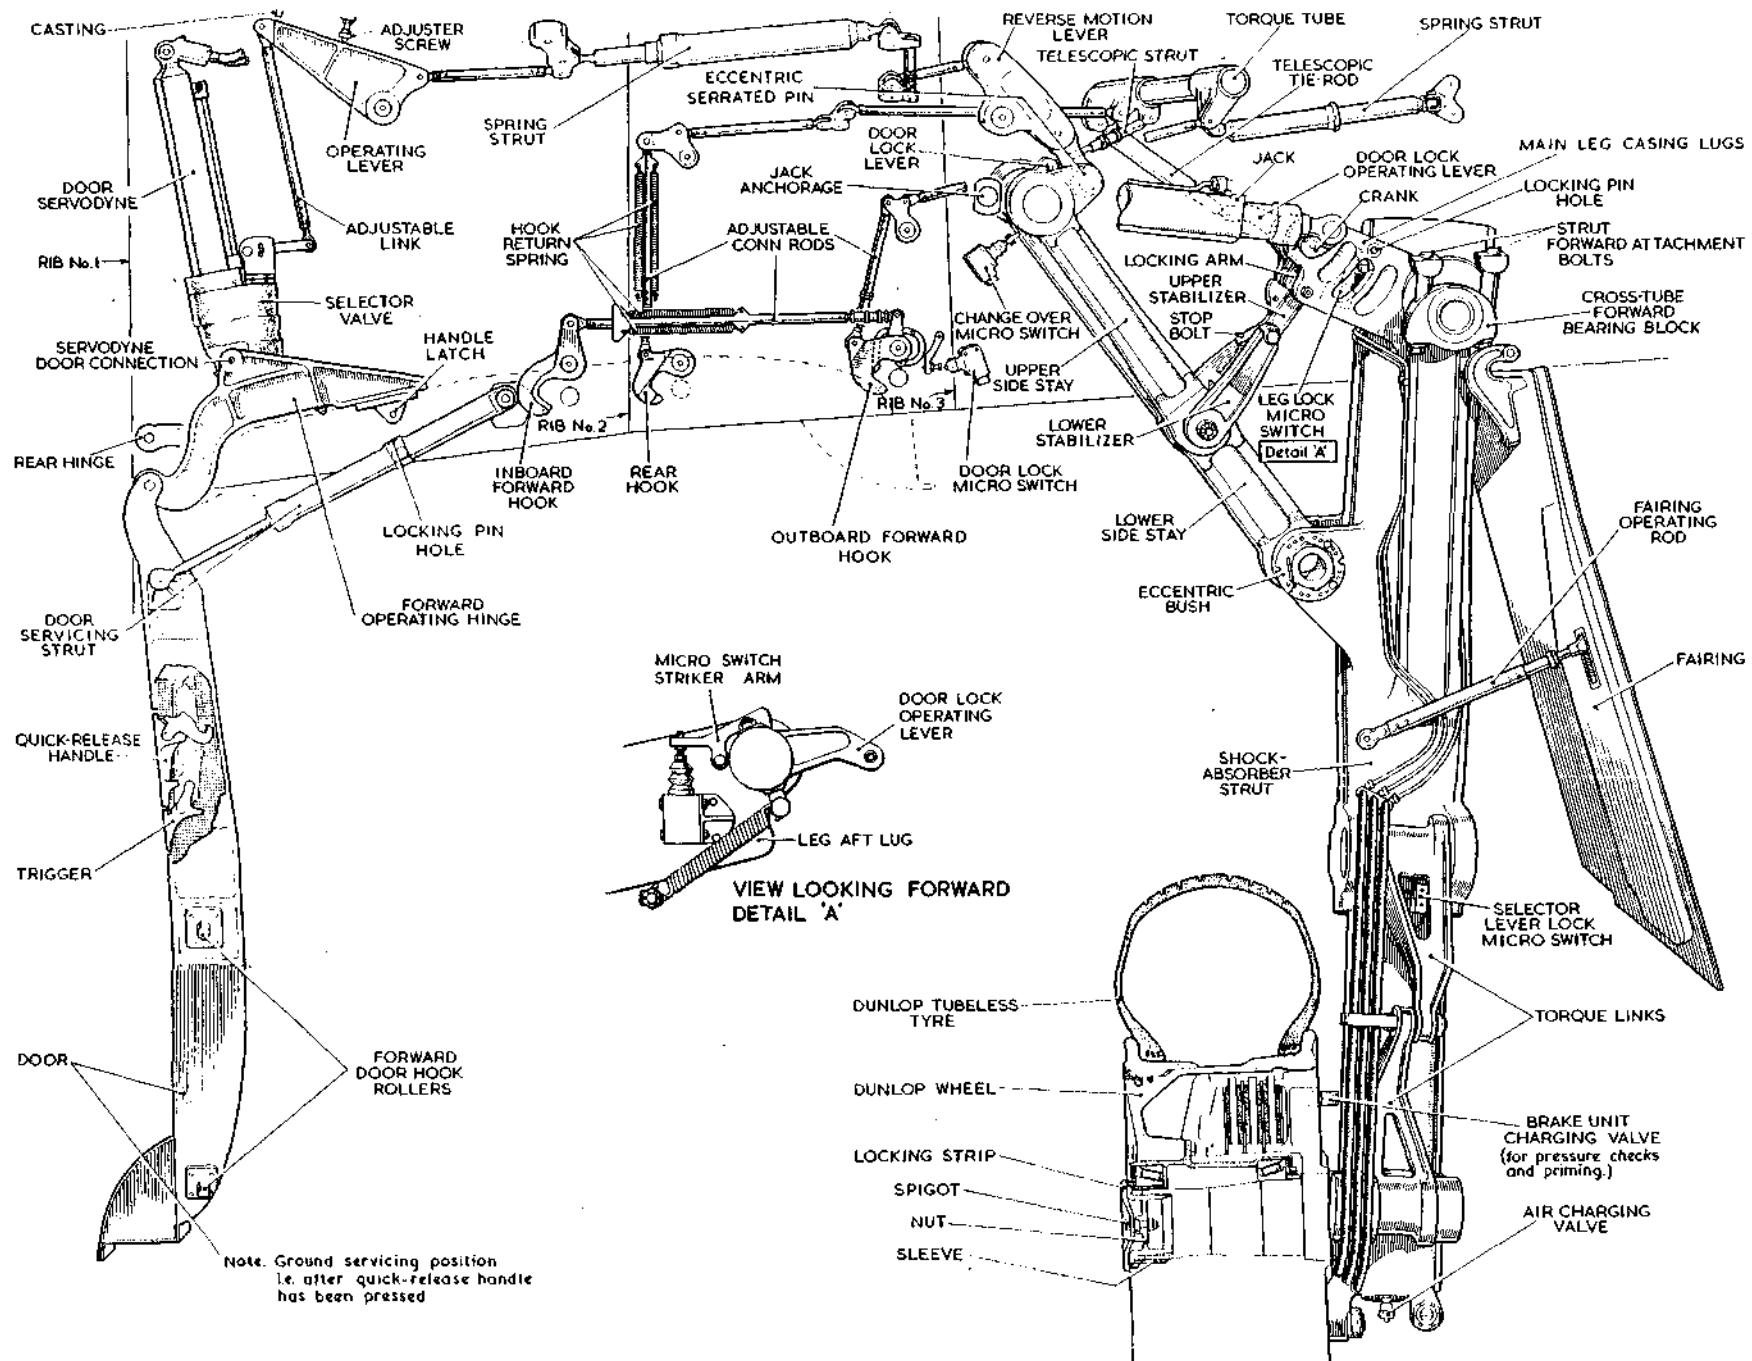 CASTING
ADJUSTER
SCREW
REVERSE MOTION
LEVER
TORQUE TUBE
SPRING STRUT
TELESCOPIC STRUT
TELESCOPIC
TIE-ROD
ECCENTRIC
SERRATED PIN
SPRING
STRUT
OPERATING
LEVER
DOOR
LOCK
LEVER
MAIN LEG CASING LUGS
JACK
DOOR LOCK
OPERATING LEVER
DOOR
SERVODYNE
JACK
ANCHORAGE
CRANK
LOCKING PIN
HOLE
ADJUSTABLE
LINK
HOOK
RETURN
SPRING
ADJUSTABLE
CONN RODS
STRUT
FORWARD ATTACHMENT
BOLTS
RIB No.1
LOCKING ARM
UPPER
STABILIZER
SELECTOR
VALVE
CHANGE OVER
MICRO SWITCH
STOP
BOLT
CROSS-TUBE
FORWARD
BEARING BLOCK
SERVODYNE
DOOR CONNECTION
HANDLE
LATCH
UPPER
SIDE STAY
RIB No.2
RIB No.3
LOWER
STABILIZER
LEG LOCK
MICRO
SWITCH
Detail 'A'
REAR HINGE
INBOARD
FORWARD
HOOK
REAR
HOOK
DOOR LOCK
MICRO SWITCH
LOCKING PIN
HOLE
OUTBOARD FORWARD
HOOK
LOWER
SIDE STAY
FAIRING
OPERATING
ROD
ECCENTRIC
BUSH
DOOR
SERVICING
STRUT
FORWARD
OPERATING HINGE
MICRO SWITCH
STRIKER ARM
DOOR LOCK
OPERATING
LEVER
FAIRING
QUICK-RELEASE
HANDLE
SHOCK-
ABSORBER
STRUT
LEG AFT LUG
TRIGGER
VIEW LOOKING FORWARD
DETAIL 'A'
SELECTOR
LEVER LOCK
MICRO SWITCH
DUNLOP TUBELESS
TYRE
TORQUE LINKS
DOOR
FORWARD
DOOR HOOK
ROLLERS
DUNLOP WHEEL
BRAKE UNIT
CHARGING VALVE
(for pressure checks
and priming.)
LOCKING STRIP
SPIGOT
NUT
SLEEVE
AIR CHARGING
VALVE
Note. Ground servicing position
i.e. after quick-release handle
has been pressed